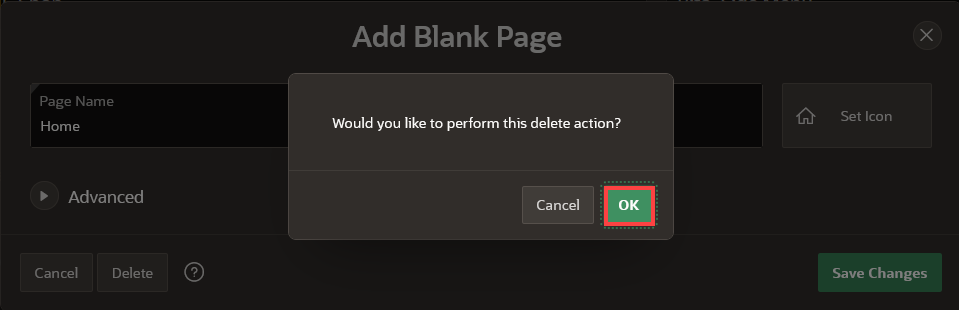 Add Blank Page
Page Name
Home
Set Icon
Would you like to perform this delete action?
Cancel
OK
Advanced
Cancel
Delete
?
Save Changes